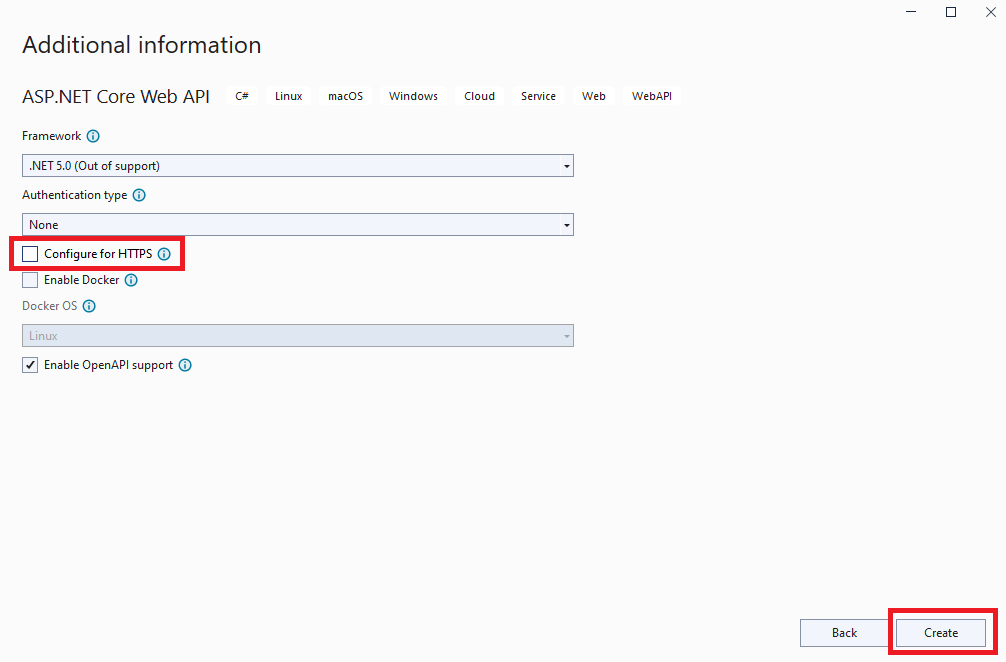 Additional information
ASP.NET Core Web API C# Linux macOS Windows Cloud Service Web WebAPI
Framework
.NET 5.0 (Out of support)
Authentication type
None
Configure for HTTPS
Enable Docker
Docker OS
Linux
Enable OpenAPI support
Back Create